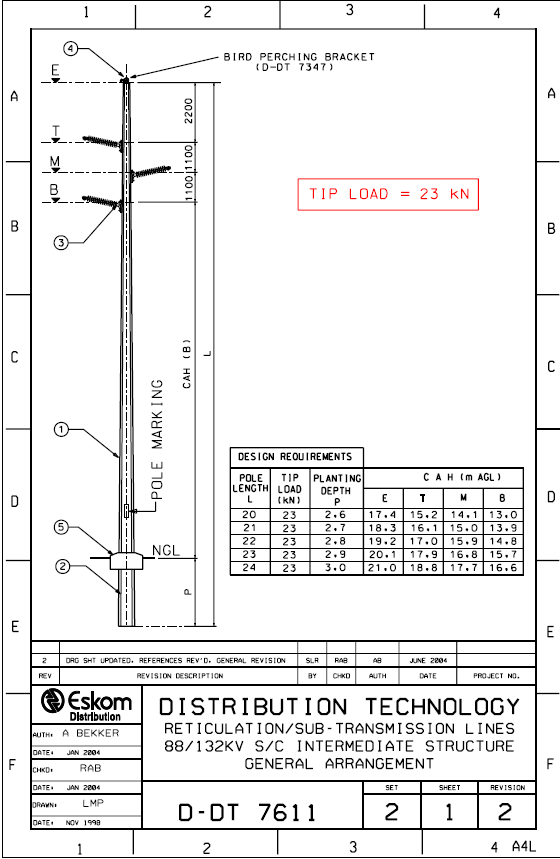 1 2 3 4
A
B
C
D
E
F
A
B
C
D
E
F
4
BIRD PERCHING BRACKET
(D-DT 7347)
E
T
M
B
2200
1100
1100
3
TIP LOAD = 23 kN
CAH (B)
L
1
POLE MARKING
5
NGL
2
P
DESIGN REQUIREMENTS
POLE LENGTH L TIP LOAD (kN) PLANTING DEPTH P C A H (m AGL)
E T M B
20 23 2.6 17.4 15.2 14.1 13.0
21 23 2.7 18.3 16.1 15.0 13.9
22 23 2.8 19.2 17.0 15.9 14.8
23 23 2.9 20.1 17.9 16.8 15.7
24 23 3.0 21.0 18.8 17.7 16.6
2 DRG SHT UPDATED, REFERENCES REV'D, GENERAL REVISION SLR RAB AB JUNE 2004
REV REVISION DESCRIPTION BY CHKD AUTH DATE PROJECT NO.
Eskom
Distribution
AUTH: A BEKKER
DATE: JAN 2004
CHKD: RAB
DATE: JAN 2004
DRAWN: LMP
DATE: NOV 1998
DISTRIBUTION TECHNOLOGY
RETICULATION/SUB-TRANSMISSION LINES
88/132KV S/C INTERMEDIATE STRUCTURE
GENERAL ARRANGEMENT
D-DT 7611
SET SHEET REVISION
2 1 2
1 2 3 4 A4L